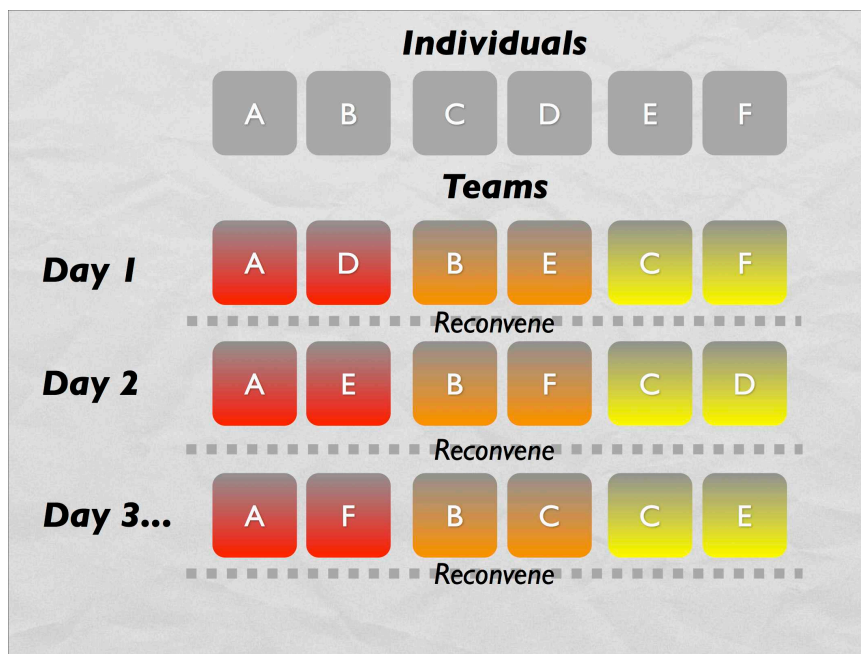 Individuals
A B C D E F
Teams
Day 1 A D B E C F
Reconvene
Day 2 A E B F C D
Reconvene
Day 3... A F B C C E
Reconvene